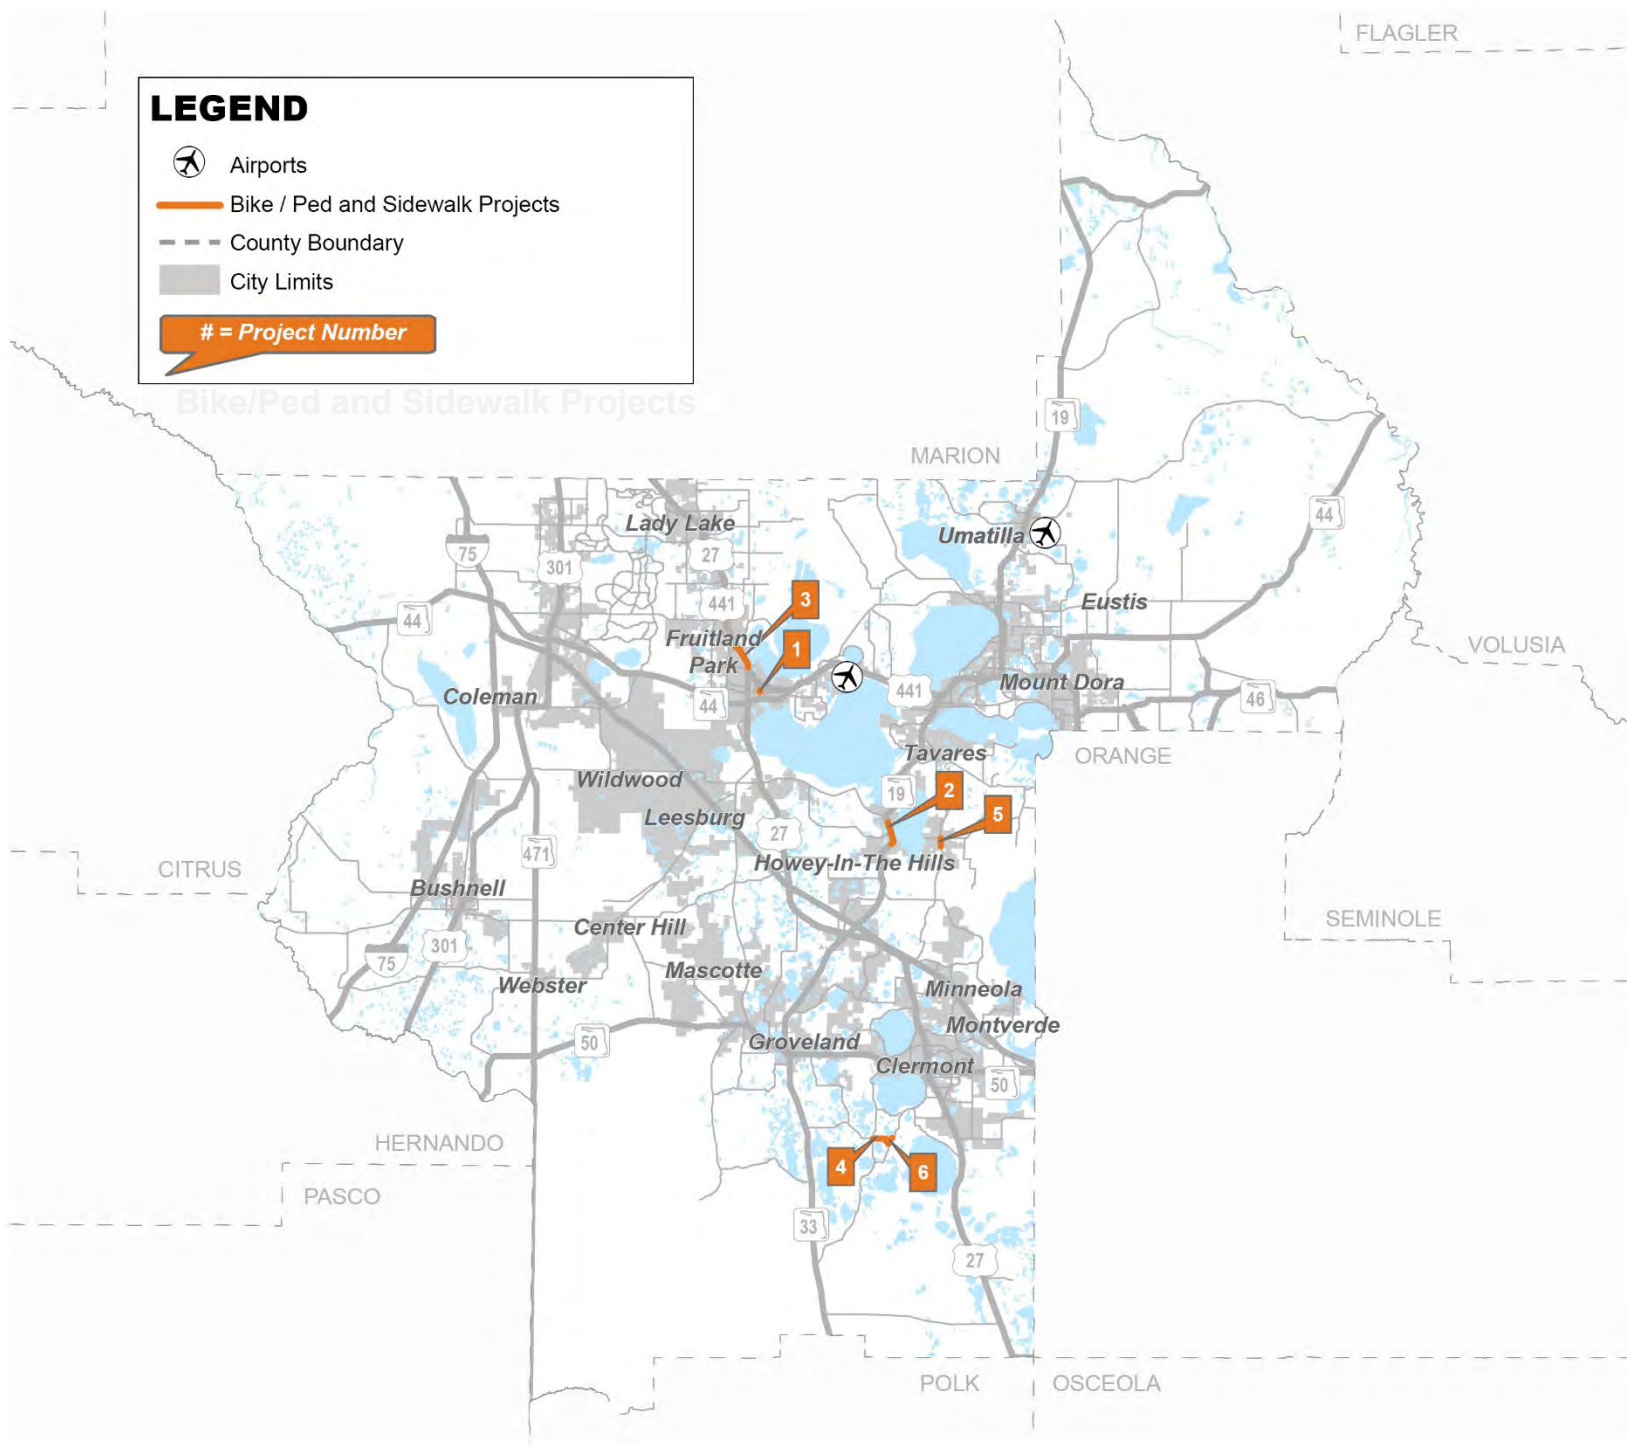 FLAGLER
LEGEND
Airports
Bike / Ped and Sidewalk Projects
County Boundary
City Limits
# = Project Number
Bike/Ped and Sidewalk Projects
19
MARION
44
Lady Lake
Umatilla
75
27
301
3
441
Eustis
44
Fruitland
Park
1
VOLUSIA
Coleman
44
441
Mount Dora
46
Tavares
ORANGE
Wildwood
19
2
Leesburg
5
27
471
CITRUS
Howey-In-The Hills
Bushnell
SEMINOLE
Center Hill
301
75
Mascotte
Webster
Minneola
Montverde
50
Groveland
Clermont
50
HERNANDO
4
6
PASCO
33
27
POLK
OSCEOLA